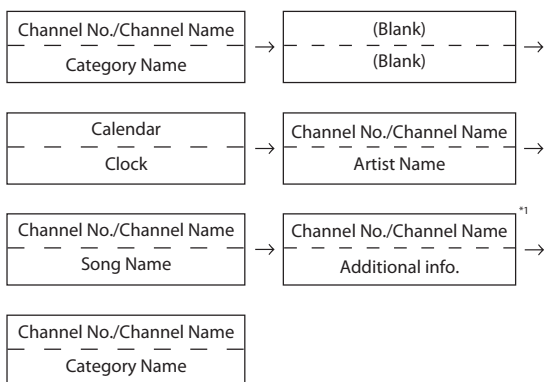 Channel No./Channel Name
Category Name
→
(Blank)
(Blank)
→
Calendar
Clock
→
Channel No./Channel Name
Artist Name
→
Channel No./Channel Name
Song Name
→
Channel No./Channel Name
Additional info.
*1
→
Channel No./Channel Name
Category Name